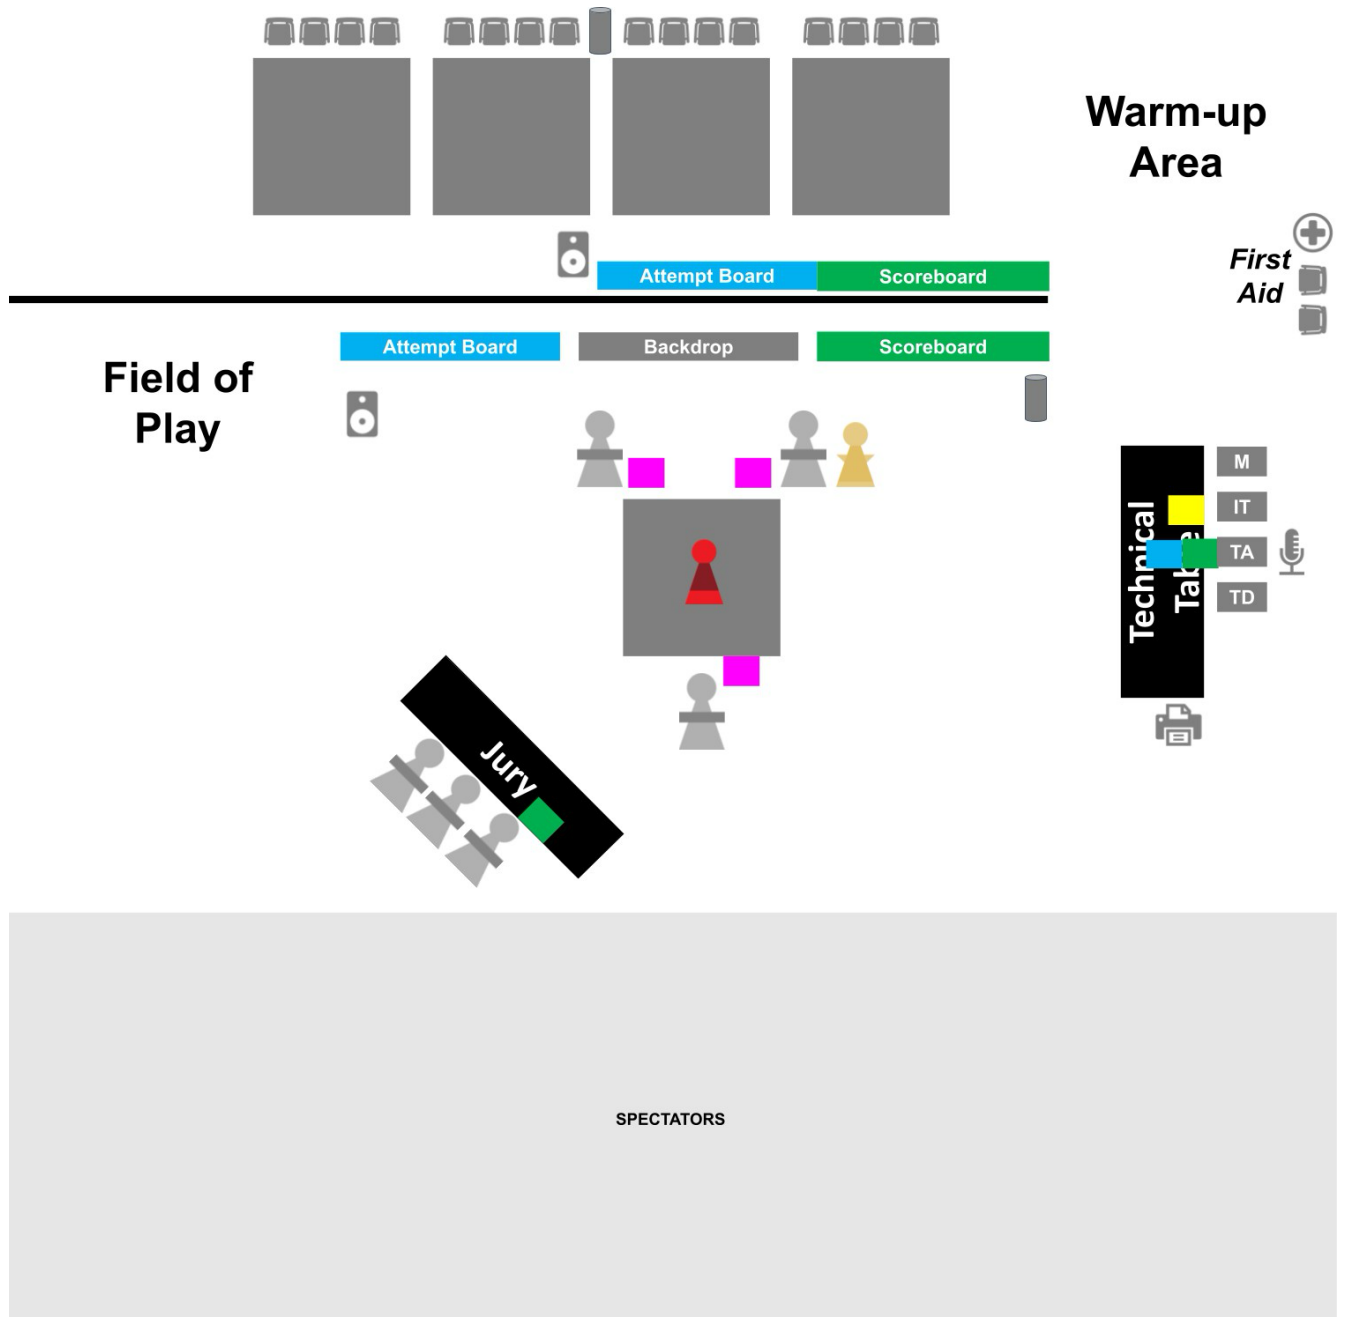 Warm-up
Area
First
Aid
Attempt Board
Scoreboard
Attempt Board
Backdrop
Scoreboard
Field of
Play
M
IT
TA
TD
Technical
Table
Jury
SPECTATORS